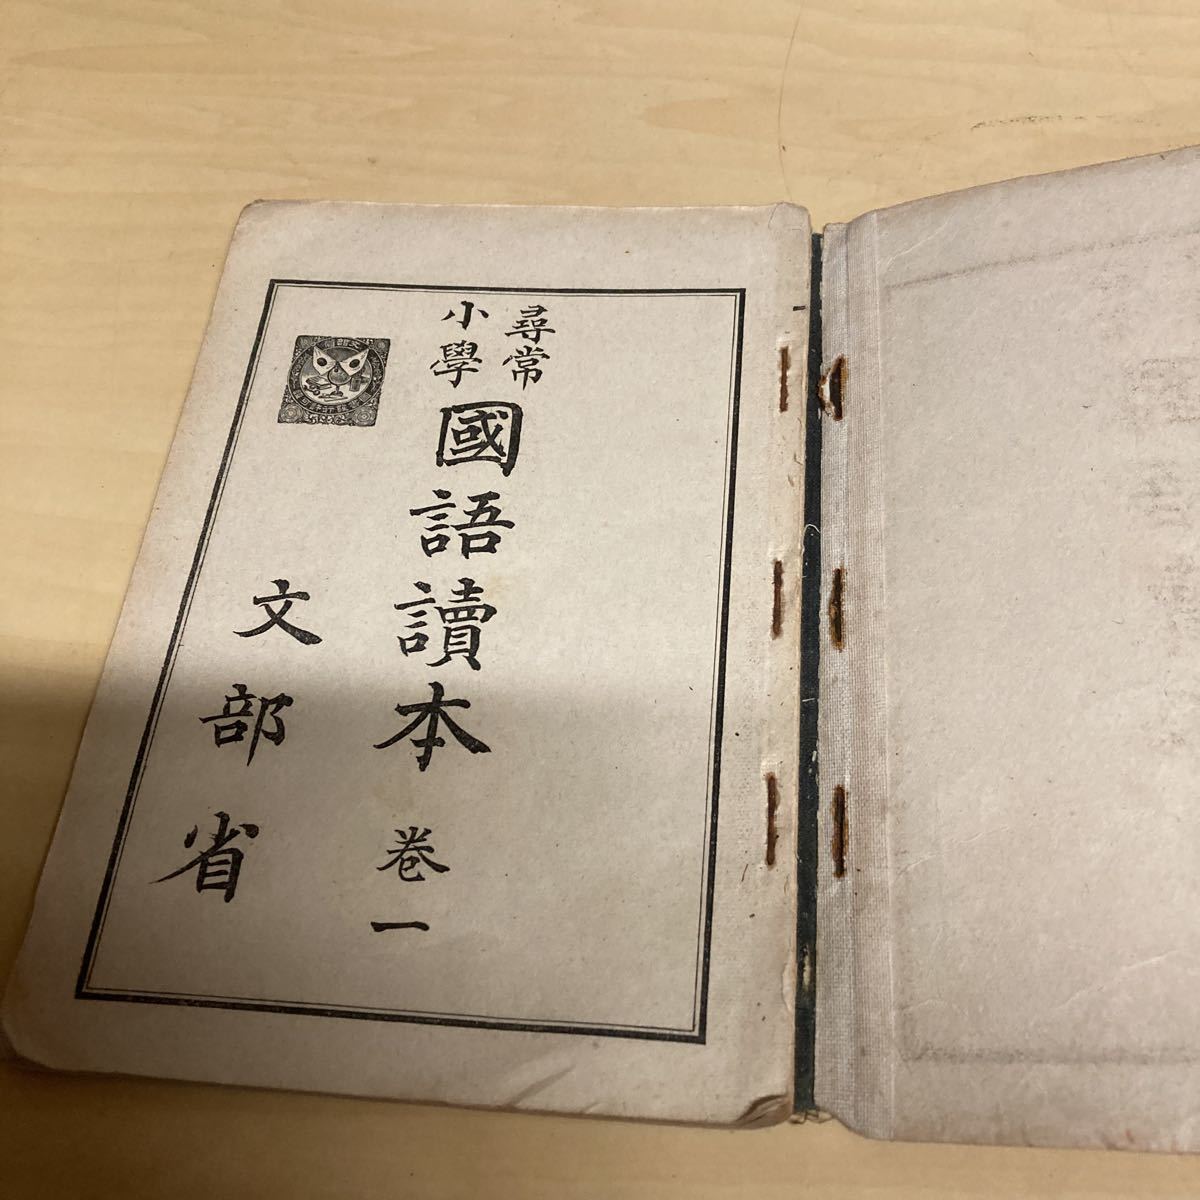 尋常
小學
國語讀本 卷一
文部省